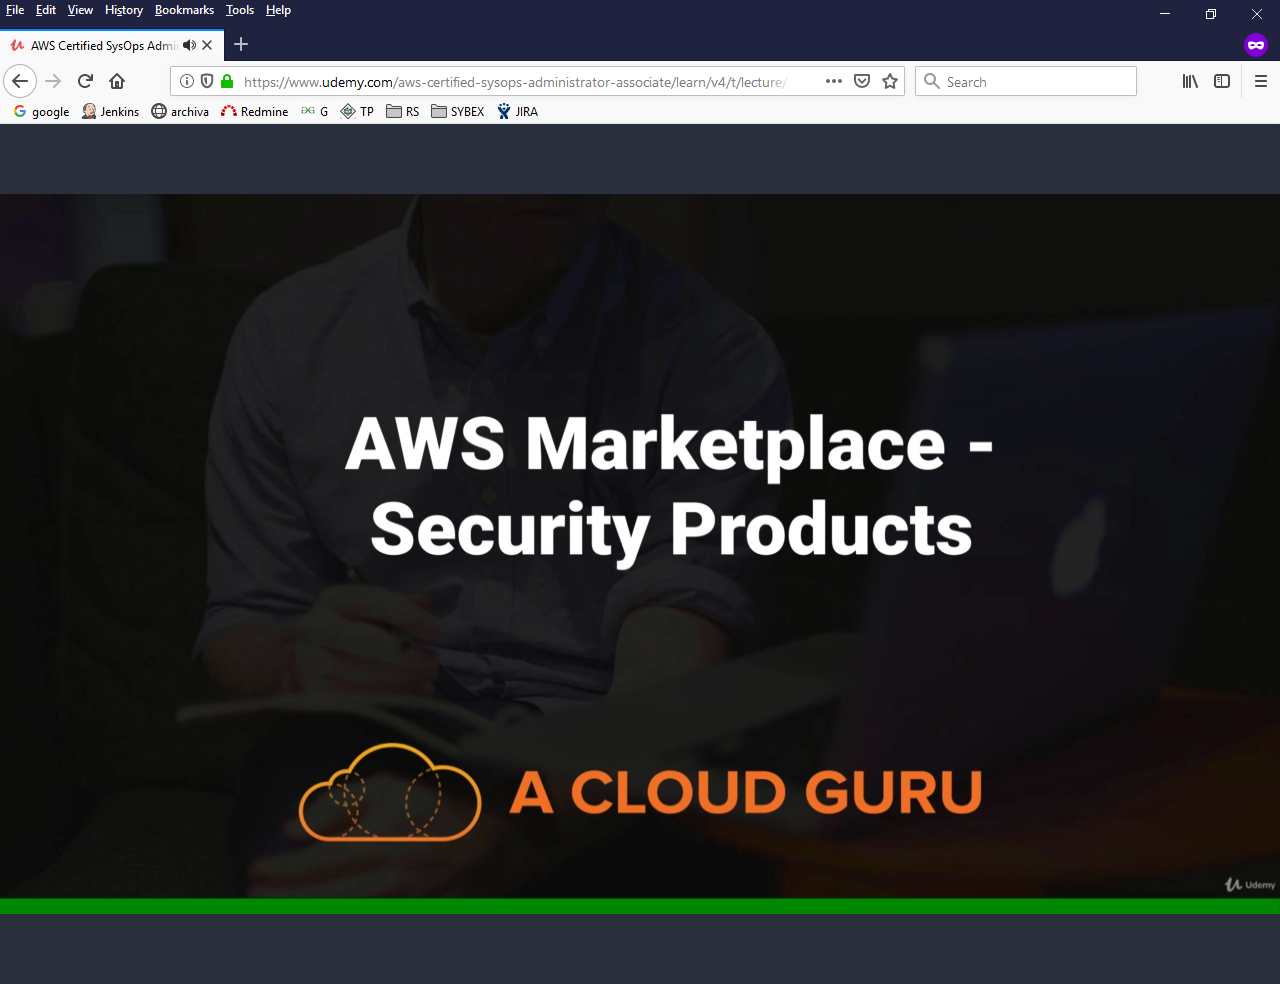 File Edit View History Bookmarks Tools Help
AWS Certified SysOps Admi
https://www.udemy.com/aws-certified-sysops-administrator-associate/learn/v4/t/lecture/
Search
google Jenkins archiva Redmine G TP RS SYBEX JIRA
AWS Marketplace -
Security Products
A CLOUD GURU
Udemy